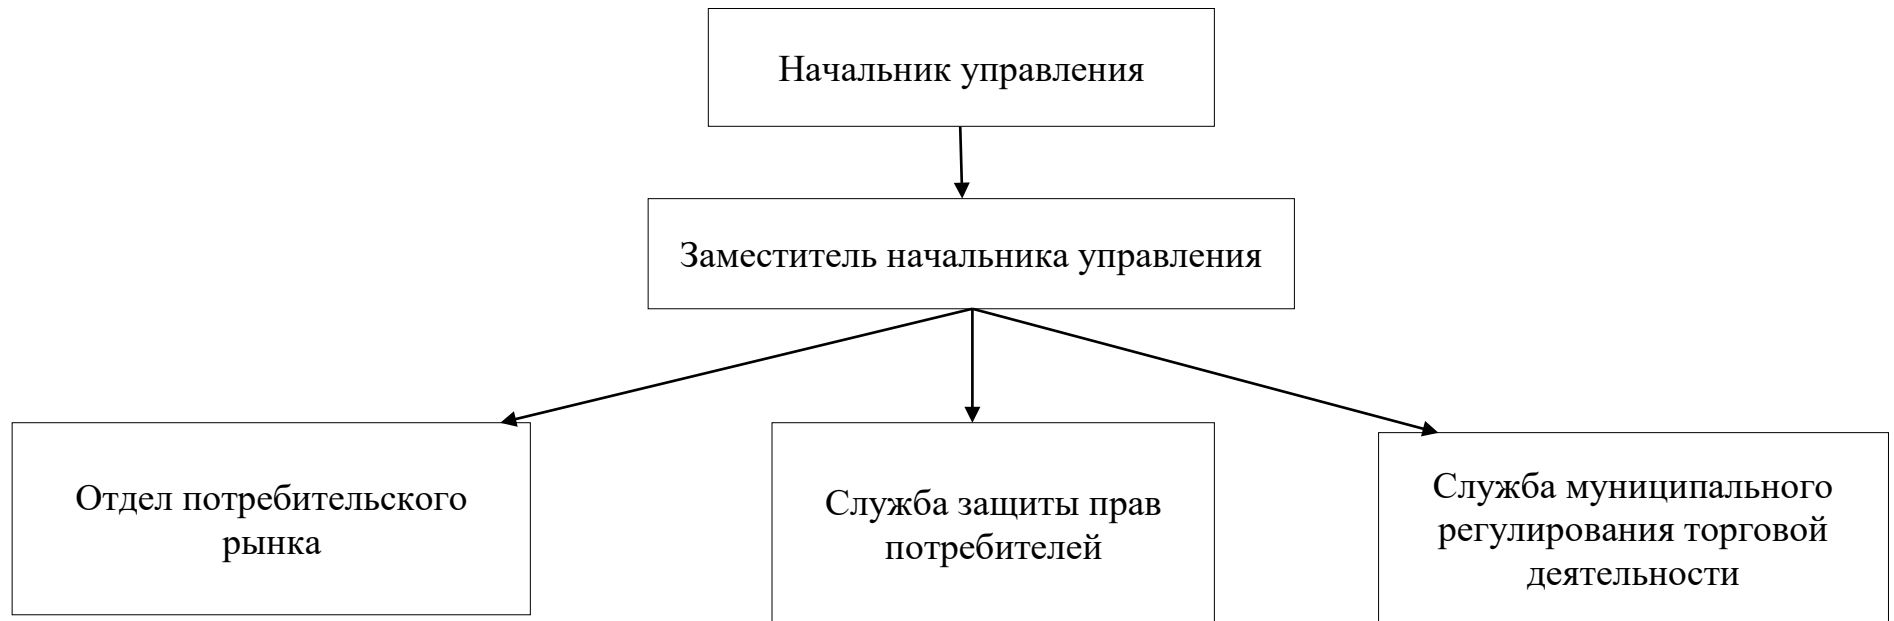 Начальник управления
Заместитель начальника управления
Отдел потребительского
рынка
Служба защиты прав
потребителей
Служба муниципального
регулирования торговой
деятельности